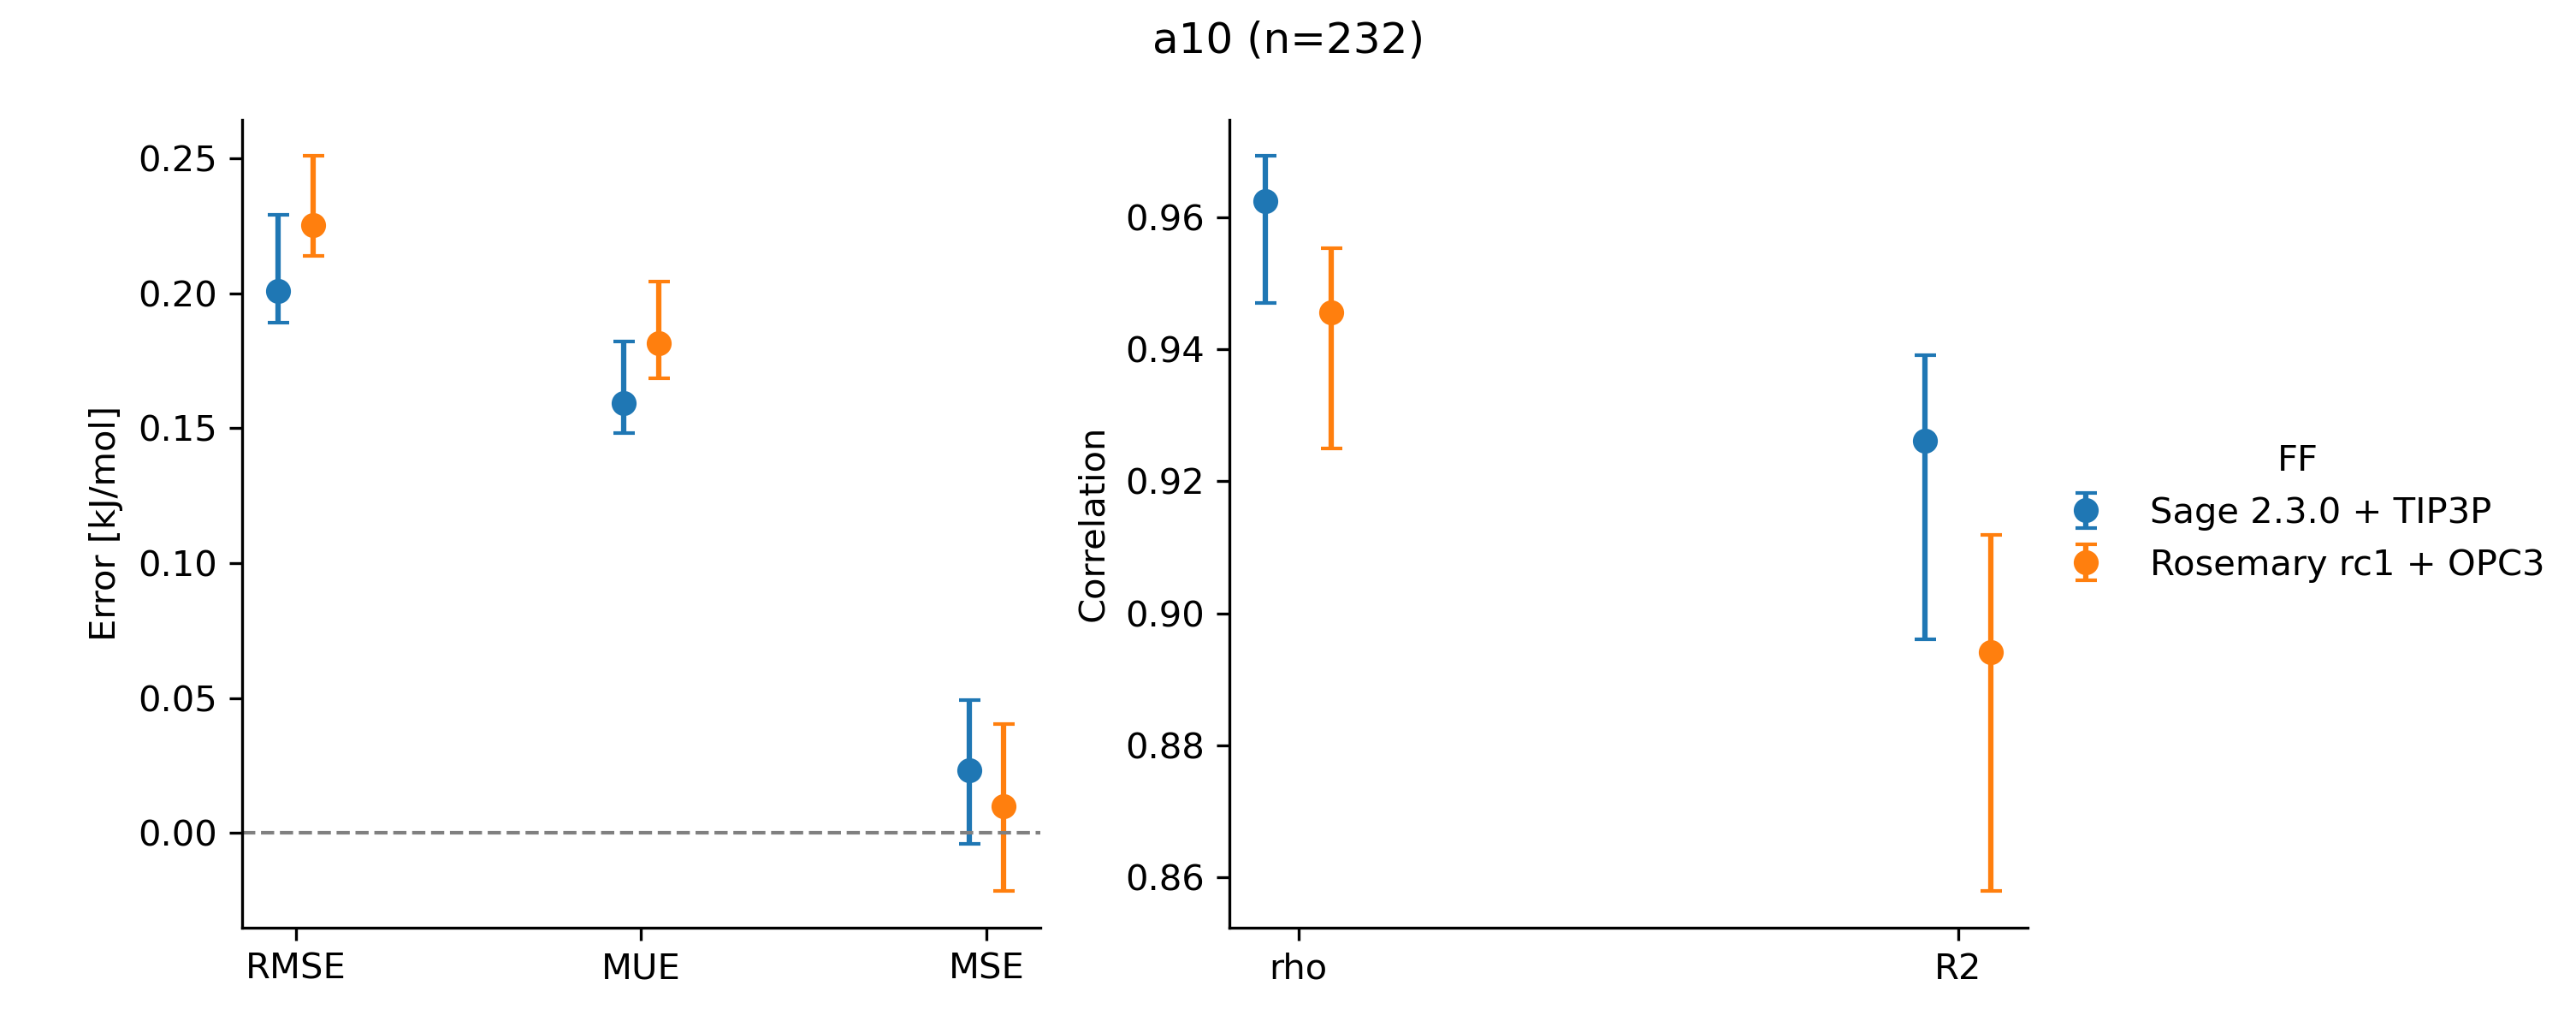 a10 (n=232)
Error [kJ/mol]
0.25
0.20
0.15
0.10
0.05
0.00
RMSE
MUE
MSE
Correlation
0.96
0.94
0.92
0.90
0.88
0.86
rho
R2
FF
Sage 2.3.0 + TIP3P
Rosemary rc1 + OPC3